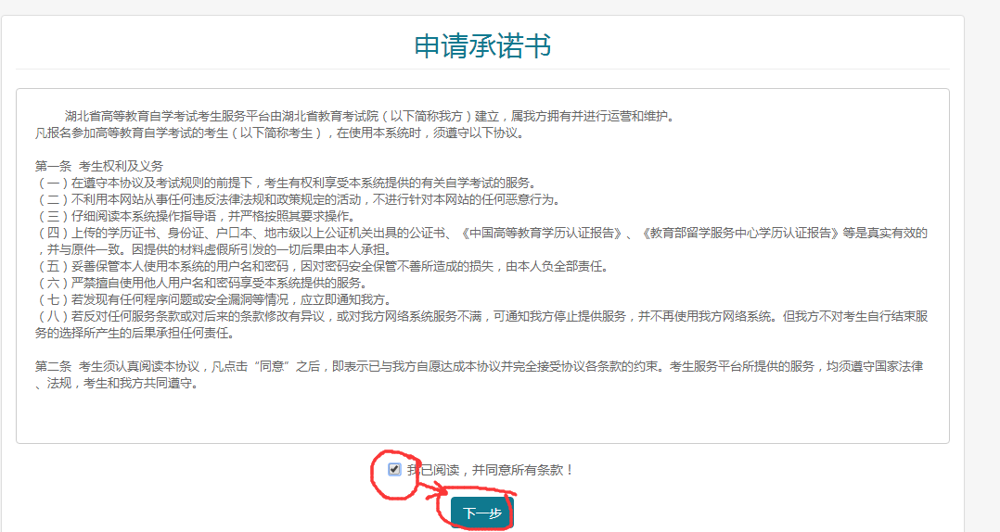 申请承诺书
湖北省高等教育自学考试考生服务平台由湖北省教育考试院（以下简称我方）建立，属我方拥有并进行运营和维护。
凡报名参加高等教育自学考试的考生（以下简称考生），在使用本系统时，须遵守以下协议。
第一条 考生权利及义务
（一）在遵守本协议及考试规则的前提下，考生有权利享受本系统提供的有关自学考试的服务。
（二）不利用本网站从事任何违反法律法规和政策规定的活动，不进行针对本网站的任何恶意行为。
（三）仔细阅读本系统操作指导语，并严格按照其要求操作。
（四）上传的学历证书、身份证、户口本、地市级以上公证机关出具的公证书、《中国高等教育学历认证报告》、《教育部留学服务中心学历认证报告》等是真实有效的
，并与原件一致。因提供的材料虚假所引发的一切后果由本人承担。
（五）妥善保管本人使用本系统的用户名和密码，因对密码安全保管不善所造成的损失，由本人负全部责任。
（六）严禁擅自使用他人用户名和密码享受本系统提供的服务。
（七）若发现有任何程序问题或安全漏洞等情况，应立即通知我方。
（八）若反对任何服务条款或对后来的条款修改有异议，或对我方网络系统服务不满，可通知我方停止提供服务，并不再使用我方网络系统。但我方不对考生自行结束服
务的选择所产生的后果承担任何责任。
第二条 考生须认真阅读本协议，凡点击“同意”之后，即表示已与我方自愿达成本协议并完全接受协议各条款的约束。考生服务平台所提供的服务，均须遵守国家法律
、法规，考生和我方共同遵守。
我已阅读，并同意所有条款！
下一步